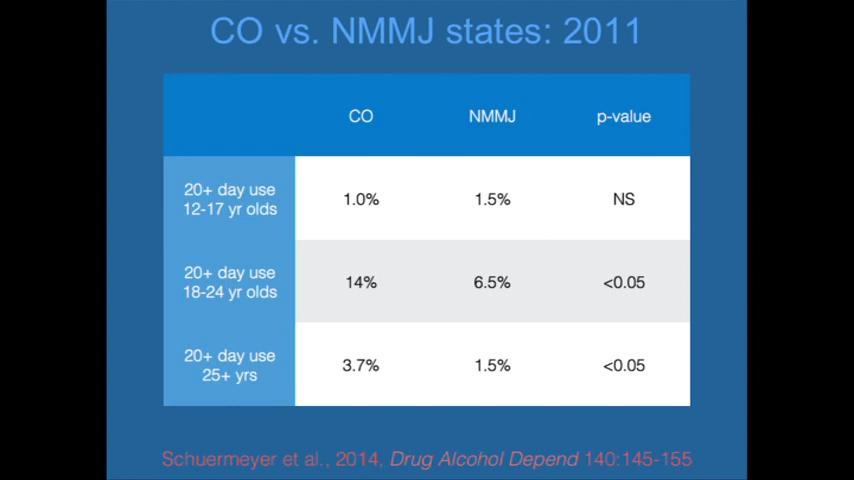 CO vs. NMMJ states: 2011
CO NMMJ p-value
20+ day use
12-17 yr olds
1.0% 1.5% NS
20+ day use
18-24 yr olds
14% 6.5% <0.05
20+ day use
25+ yrs
3.7% 1.5% <0.05
Schuermeyer et al., 2014, Drug Alcohol Depend 140:145-155